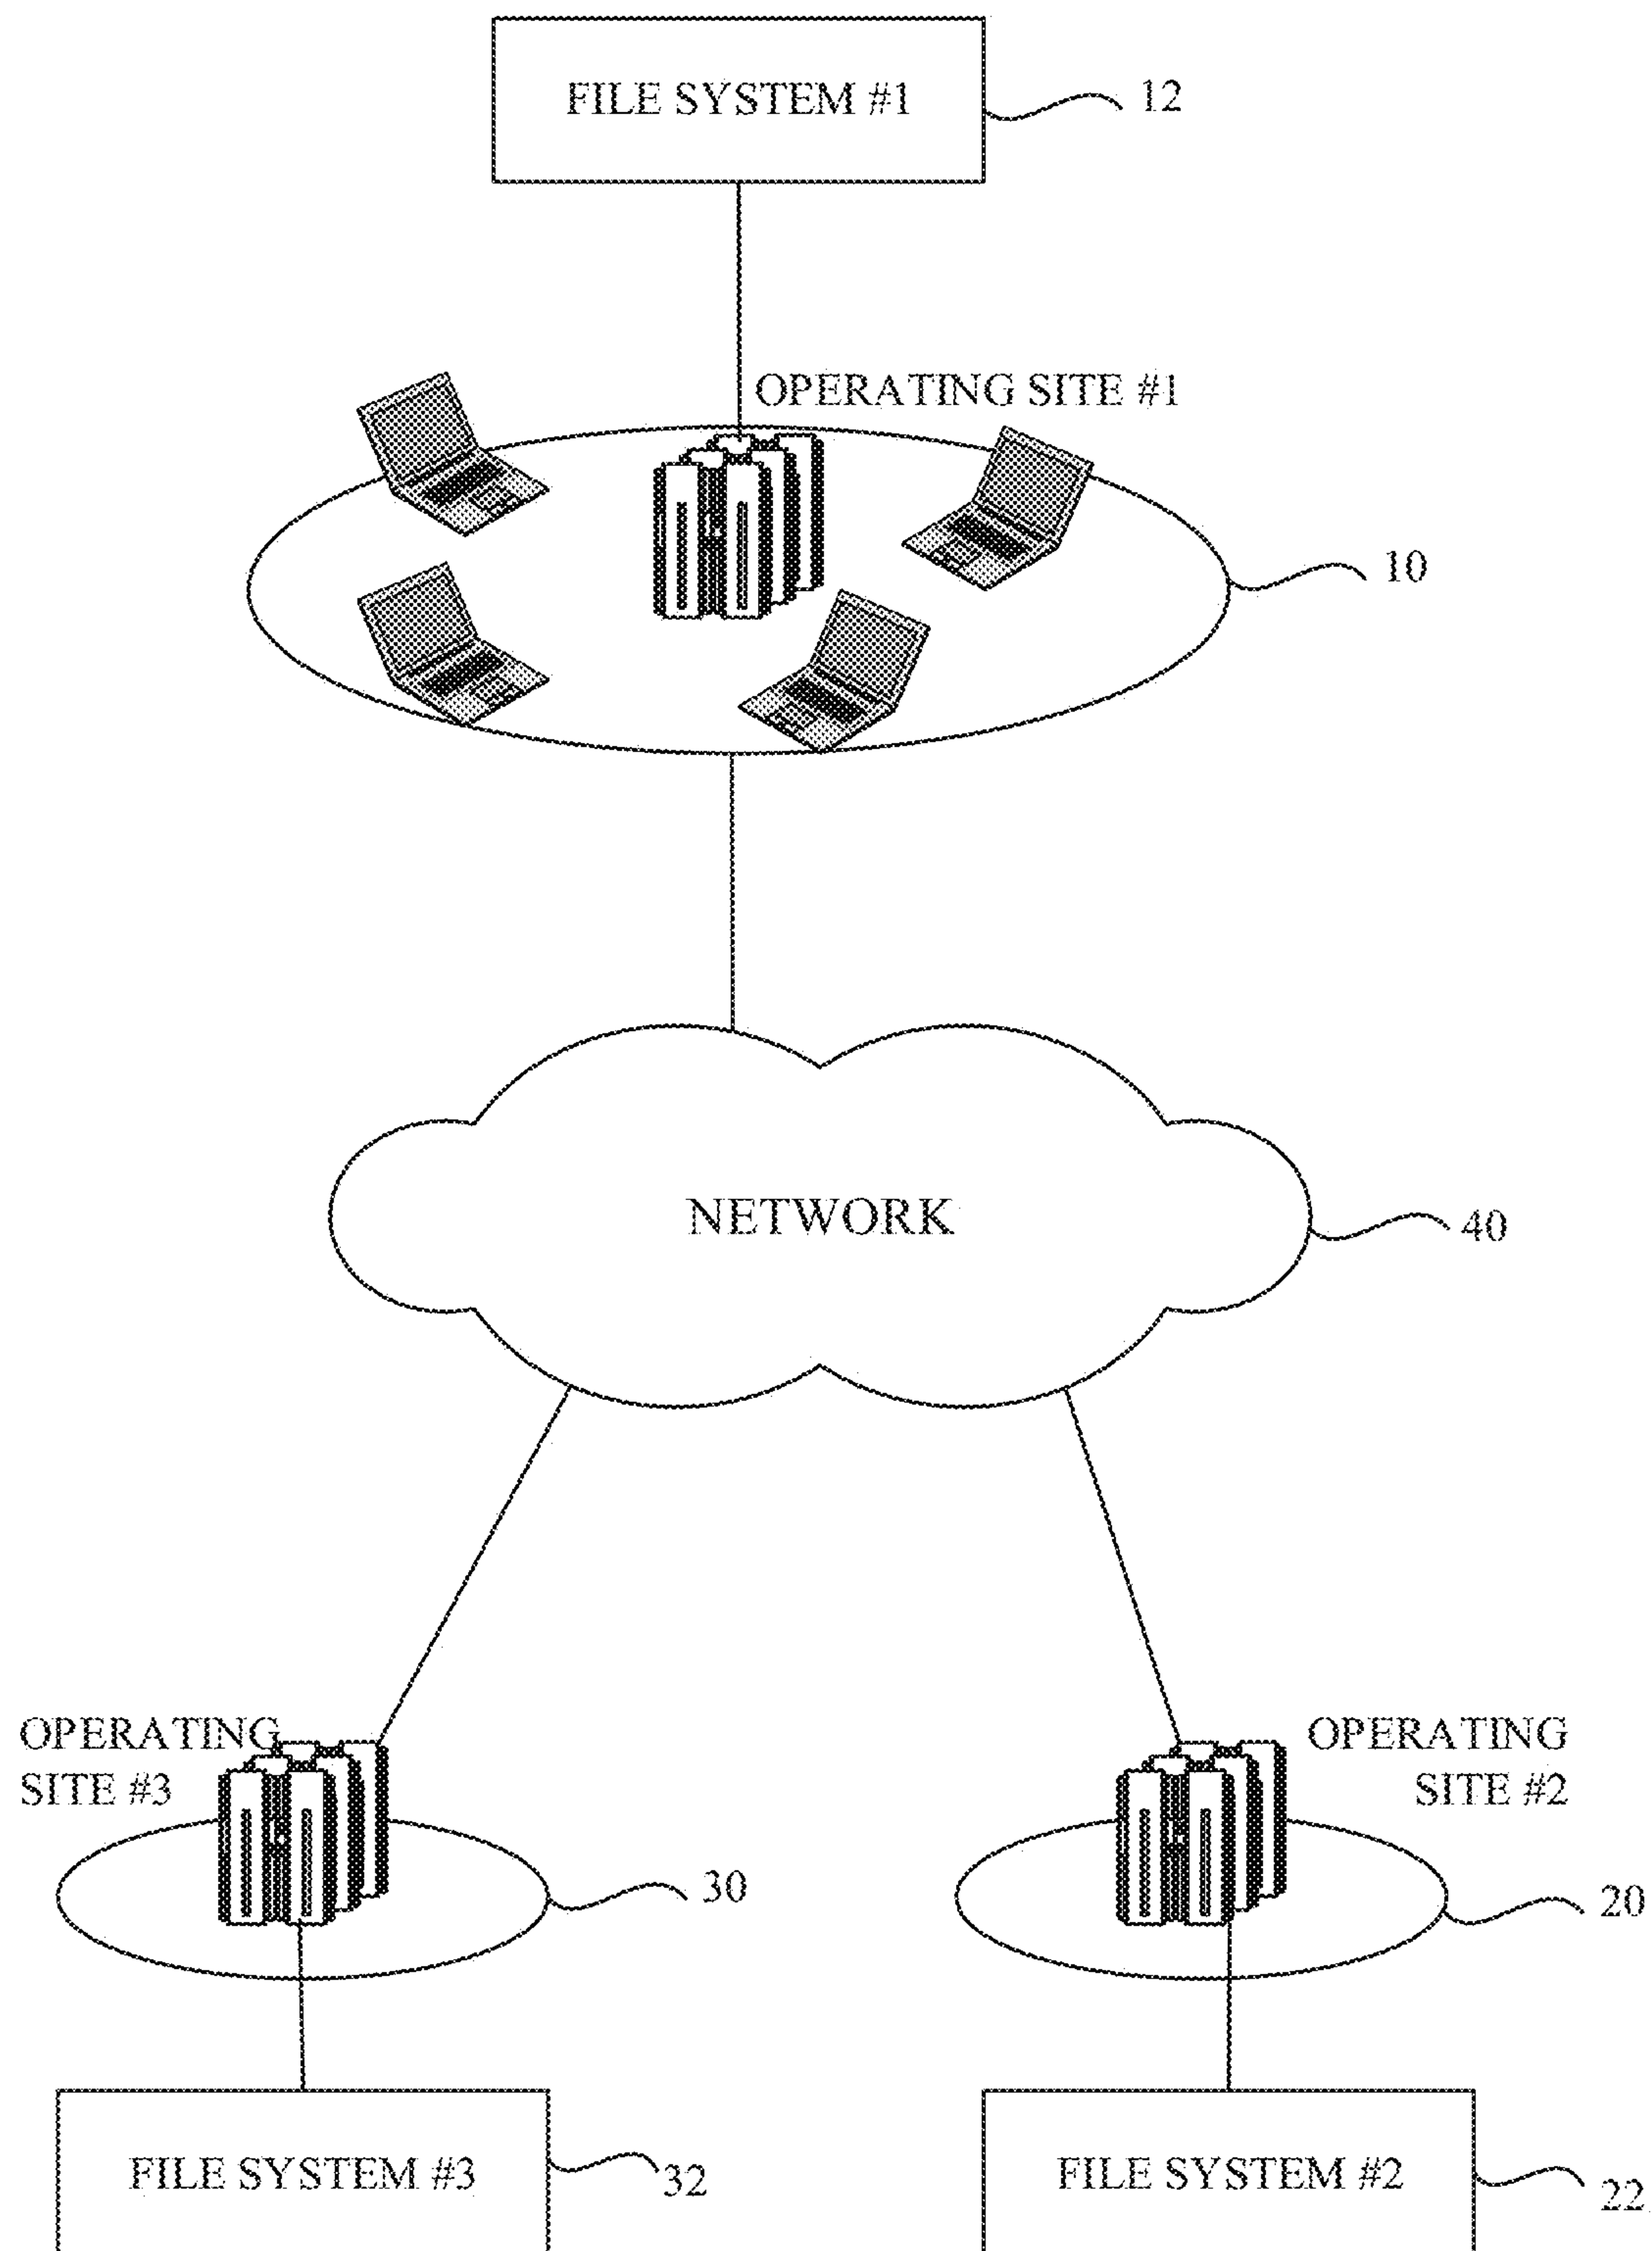 FILE SYSTEM #1
12
OPERATING SITE #1
10
NETWORK
40
OPERATING
SITE #3
OPERATING
SITE #2
30
20
FILE SYSTEM #3
32
FILE SYSTEM #2
22